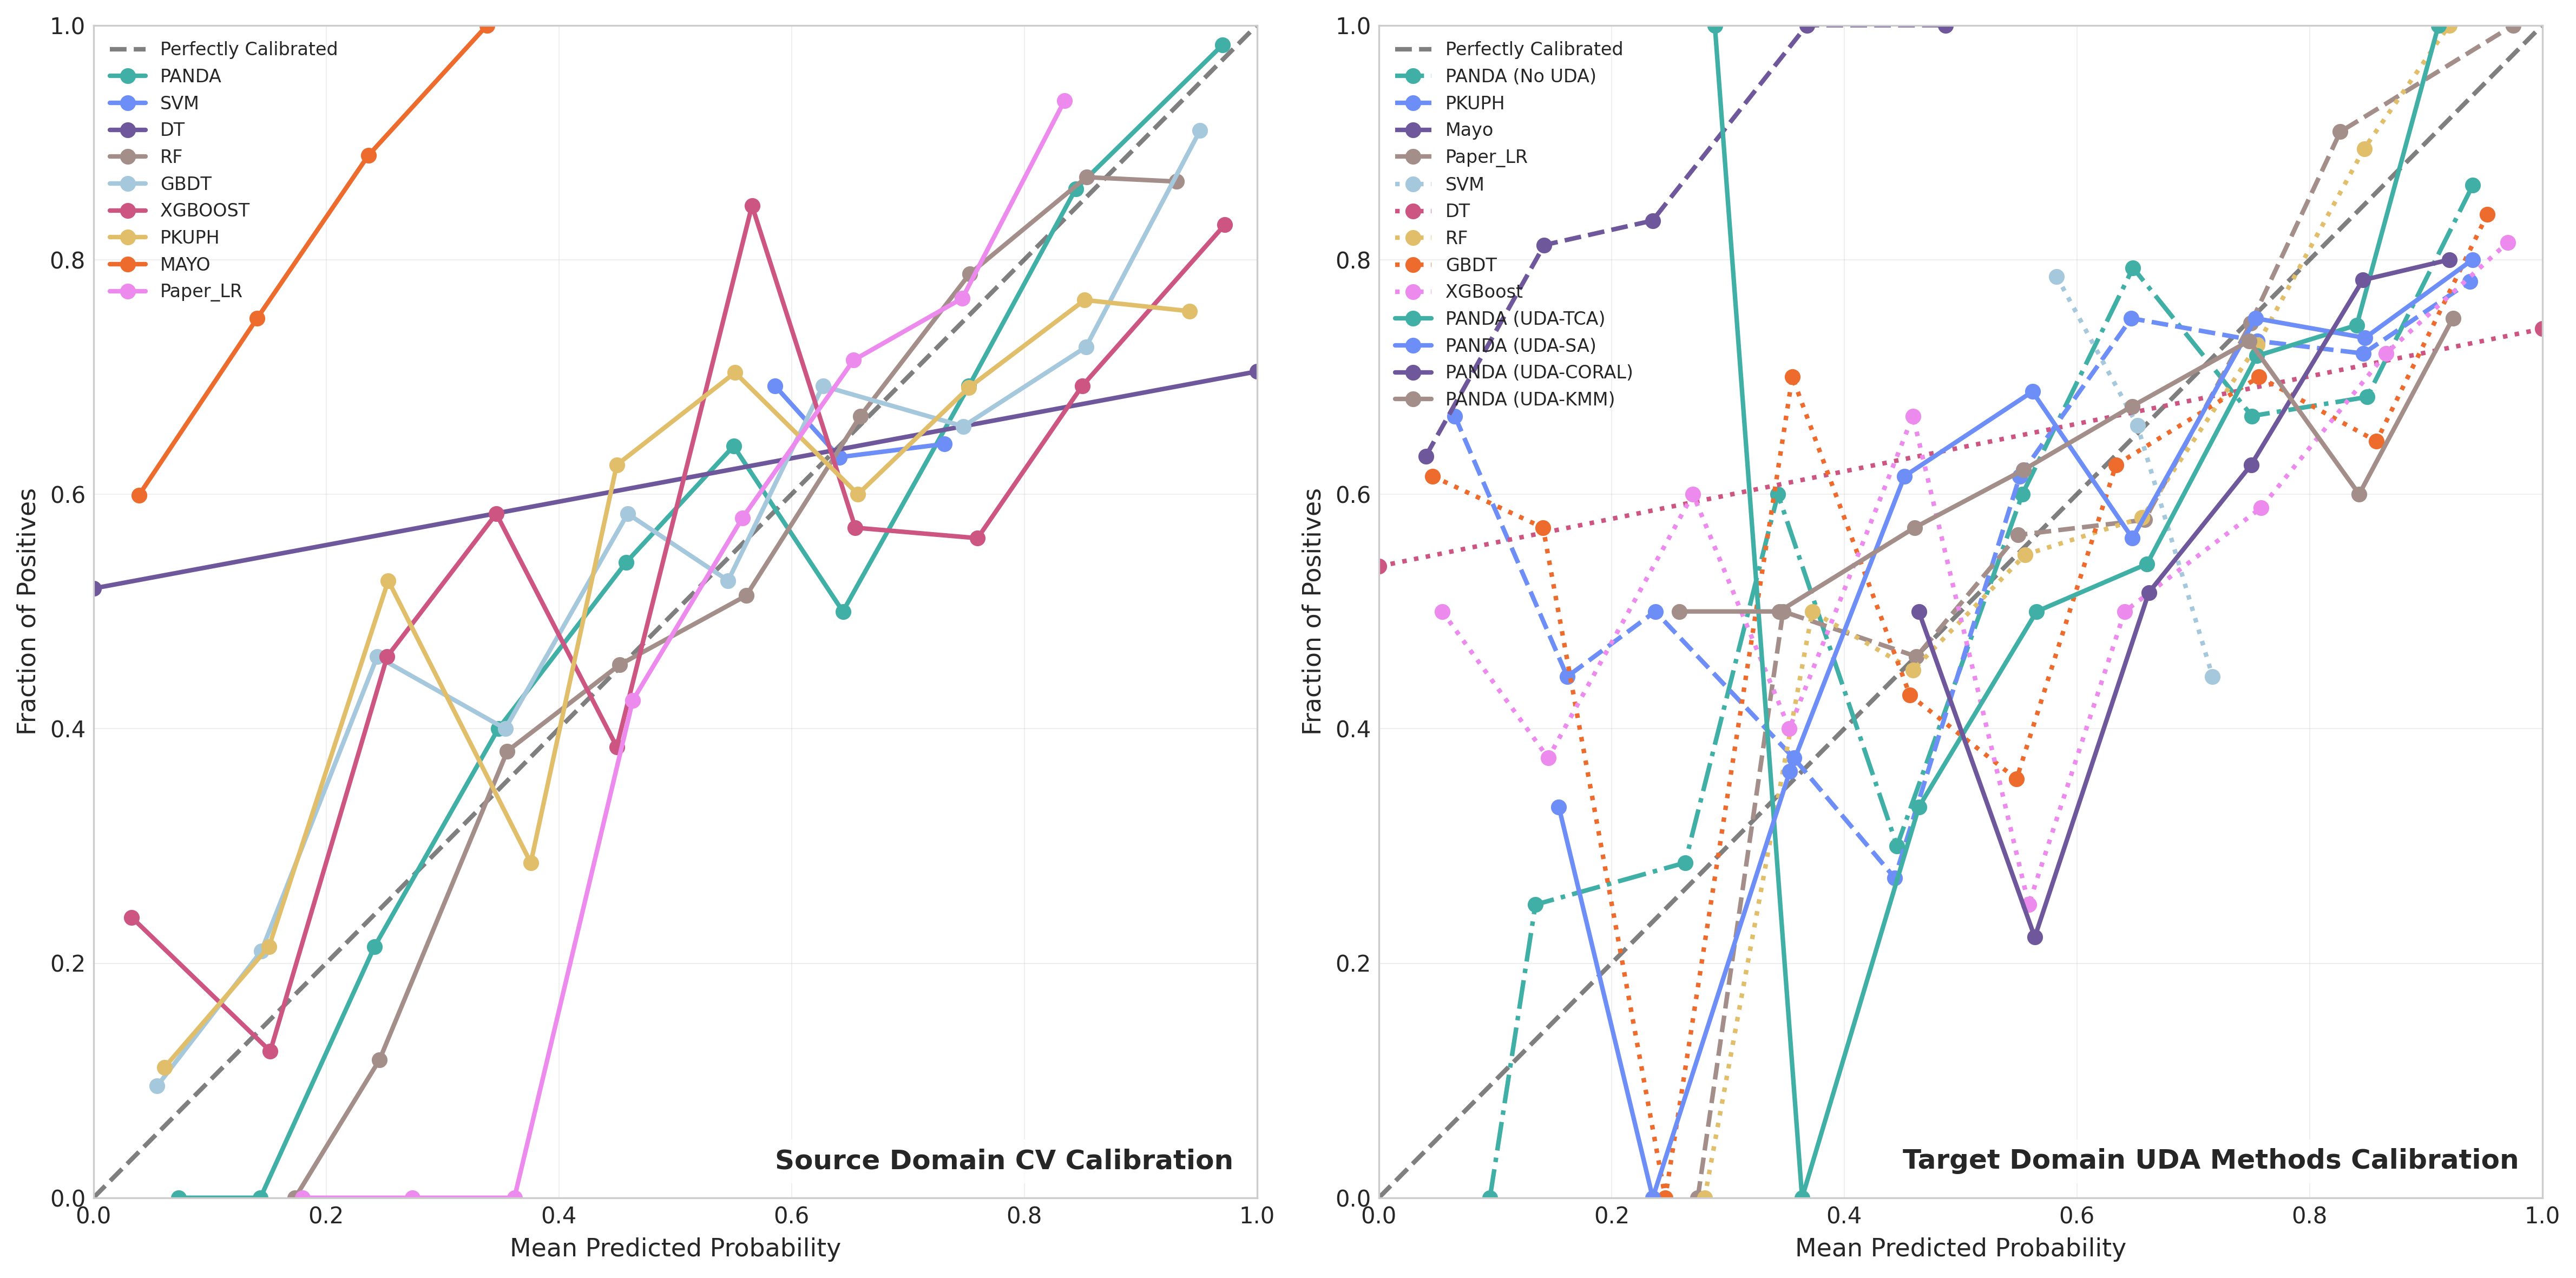 1.0
0.8
0.6
0.4
0.2
0.0
Fraction of Positives
Perfectly Calibrated
PANDA
SVM
DT
RF
GBDT
XGBOOST
PKUPH
MAYO
Paper_LR
Source Domain CV Calibration
0.0
0.2
0.4
0.6
0.8
1.0
Mean Predicted Probability
1.0
0.8
0.6
0.4
0.2
0.0
Fraction of Positives
Perfectly Calibrated
PANDA (No UDA)
PKUPH
Mayo
Paper_LR
SVM
DT
RF
GBDT
XGBoost
PANDA (UDA-TCA)
PANDA (UDA-SA)
PANDA (UDA-CORAL)
PANDA (UDA-KMM)
Target Domain UDA Methods Calibration
0.0
0.2
0.4
0.6
0.8
1.0
Mean Predicted Probability